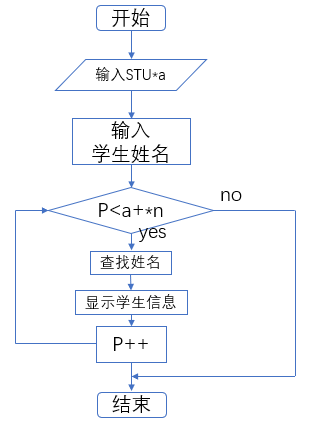 开始
输入STU*a
输入
学生姓名
P<a+*n
no
yes
查找姓名
显示学生信息
P++
结束